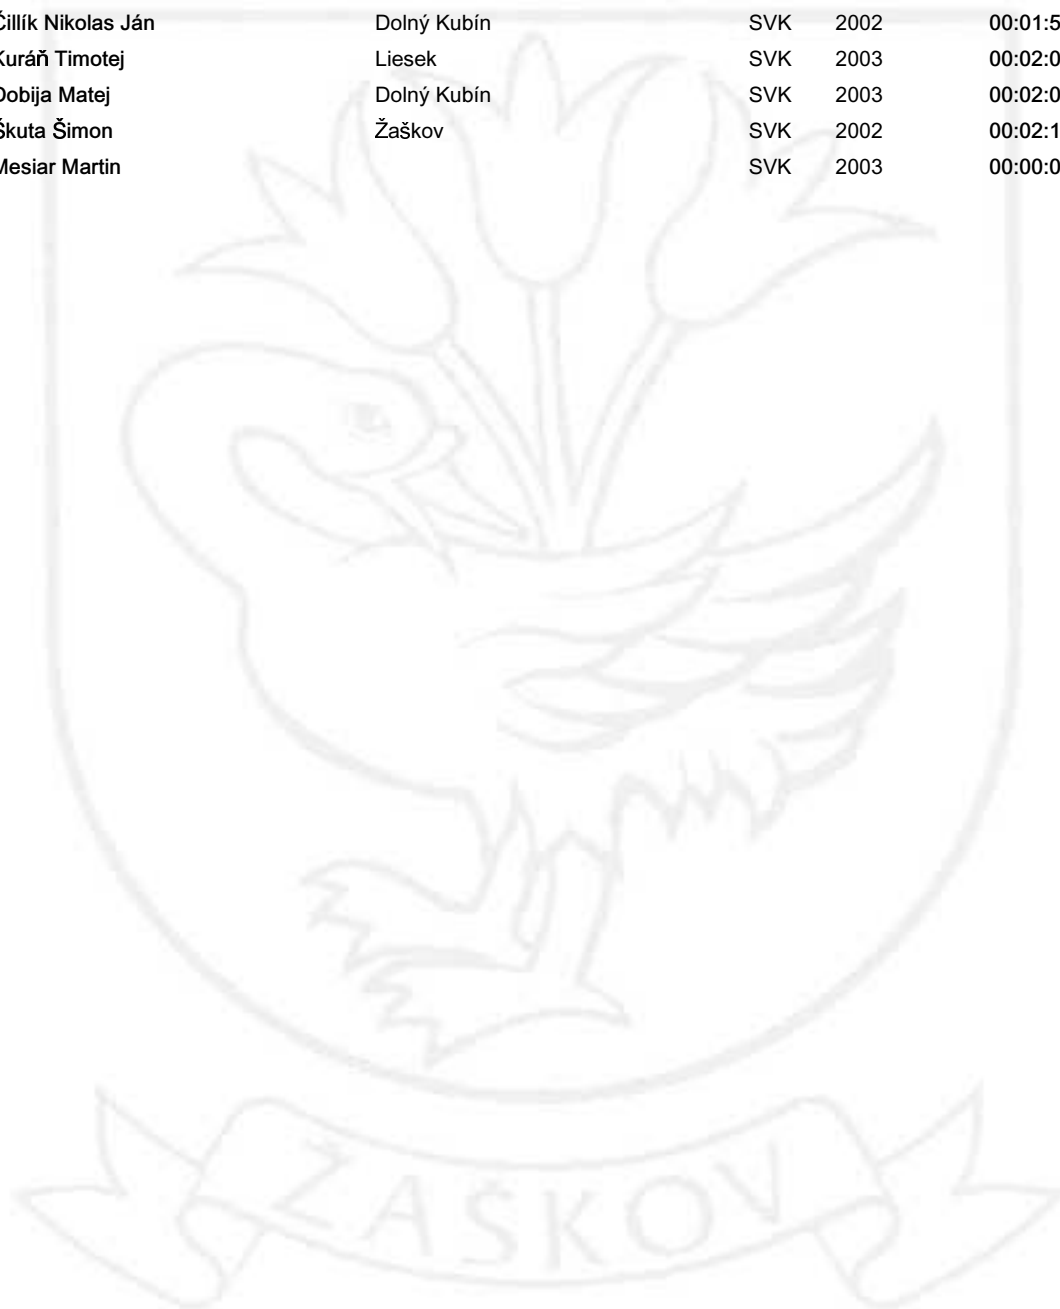 Čillík Nikolas Ján Dolný Kubín SVK 2002 00:01:5
Kuráň Timotej Liesek SVK 2003 00:02:0
Dobija Matej Dolný Kubín SVK 2003 00:02:0
Škuta Šimon Žaškov SVK 2002 00:02:1
Mesiar Martin SVK 2003 00:00:0
ŽAŠKOV